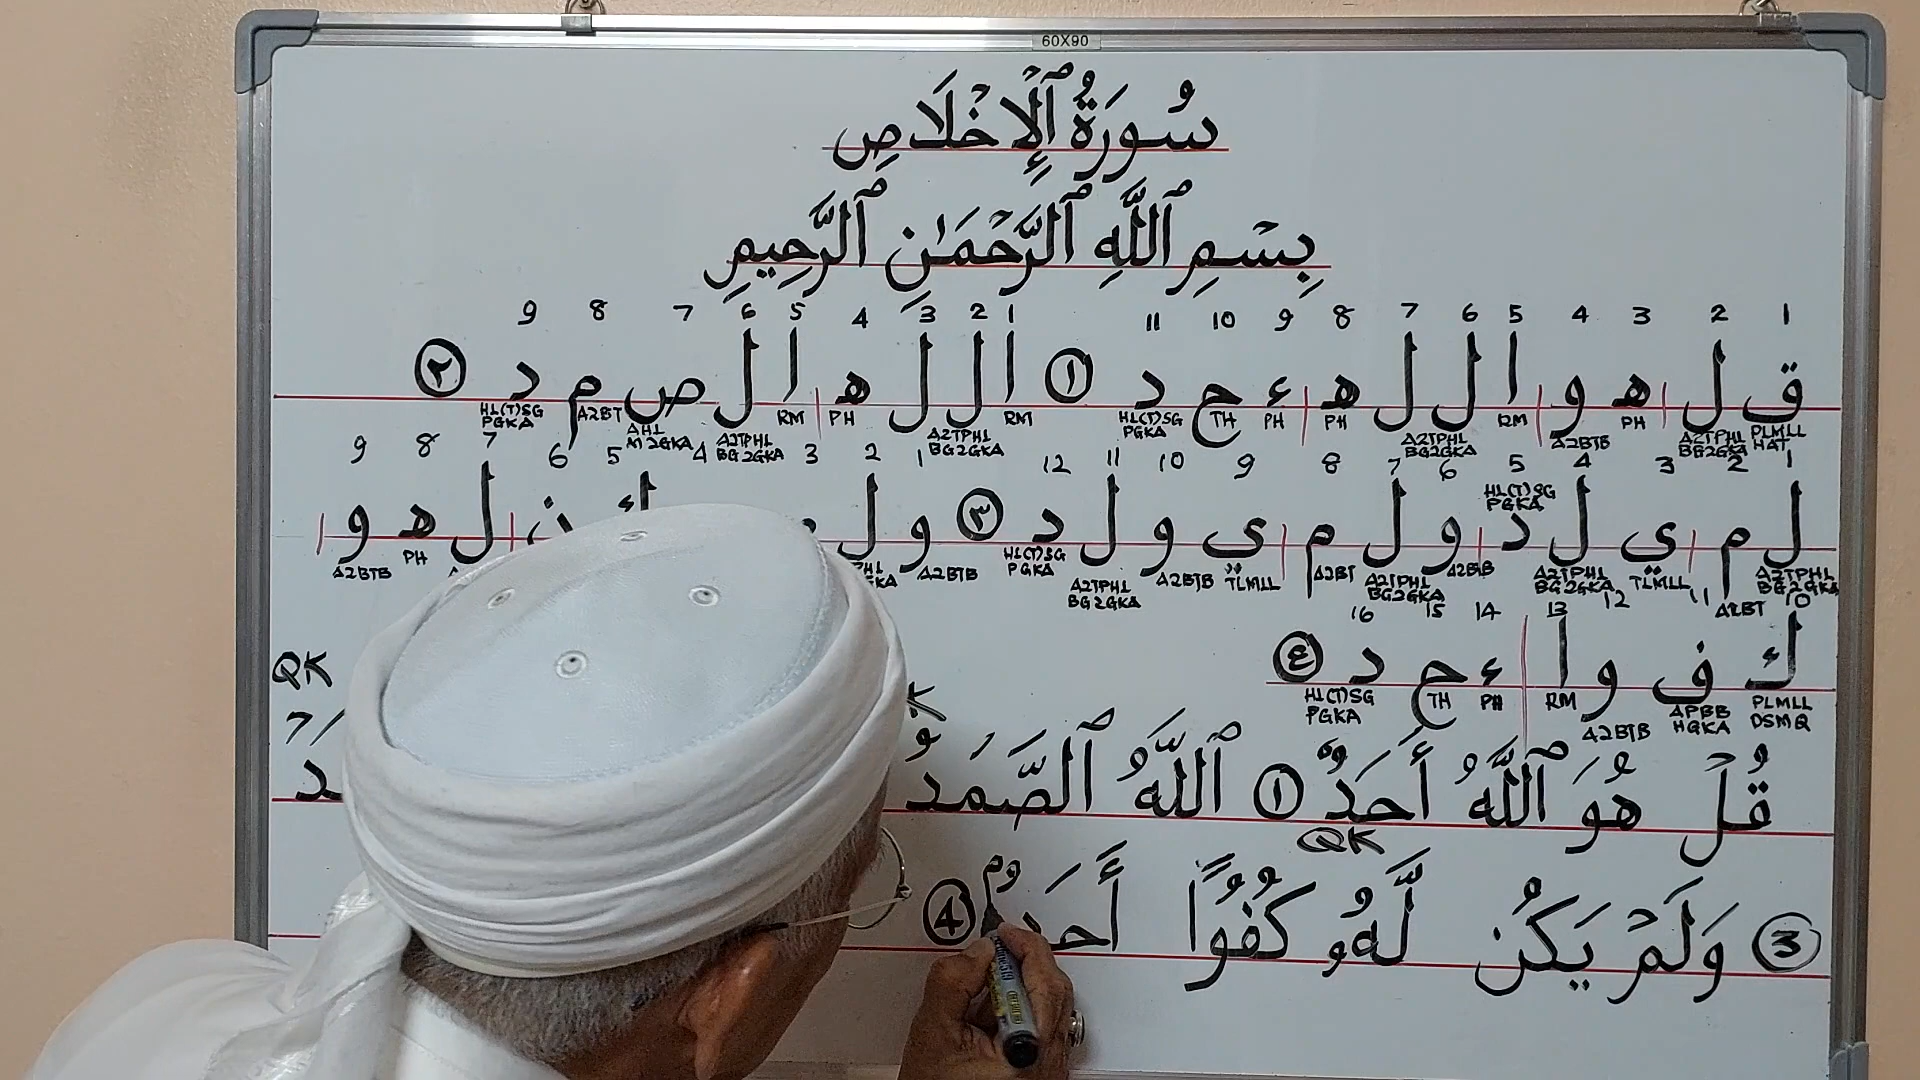 60X90
سُورَةُ ٱلْإِخْلَاصِ
بِسْمِ ٱللَّهِ ٱلرَّحْمَـٰنِ ٱلرَّحِيمِ
1 2 3 4 5 6 7 8 9 10 11 1 2 3 4 5 6 7 8 9
ق ل ه و ا ل ل ه ء ح د ١ ا ل ل ه ا ل ص م د ٢
PLMLL HAT A2TPH1 BG2GKA PH A2BTB RM A2TPH1 BG2GKA PH PH TH H1(T)SG PGKA RM A2TPH1 BG2GKA PH RM A2TPH1 BG2GKA AH1 M2GKA A2BT H1(T)SG PGKA
1 2 3 4 5 6 7 8 9 10 11 12 1 2 3 4 5 6 7 8 9
ل م ي ل د و ل م ي و ل د ٣ و ل ن ل ه و
A2TPH1 BG2GKA A2BT TLMLL A2TPH1 BG2GKA H1(T)SG PGKA A2BTB A2TPH1 BG2GKA A2BT TLMLL A2BTB A2TPH1 BG2GKA H1(T)SG PGKA A2BTB PH A2BTB
10 11 12 13 14 15 16
ك ف و ا ء ح د ٤
PLMLL DSMQ APBB HGKA A2BTB RM PH TH H1(T)SG PGKA
QK
قُلْ هُوَ ٱللَّهُ أَحَدٌ ١ ٱللَّهُ ٱلصَّمَدُ
QK
3 وَلَمْ يَكُن لَّهُۥ كُفُوًا أَحَدٌۢ 4